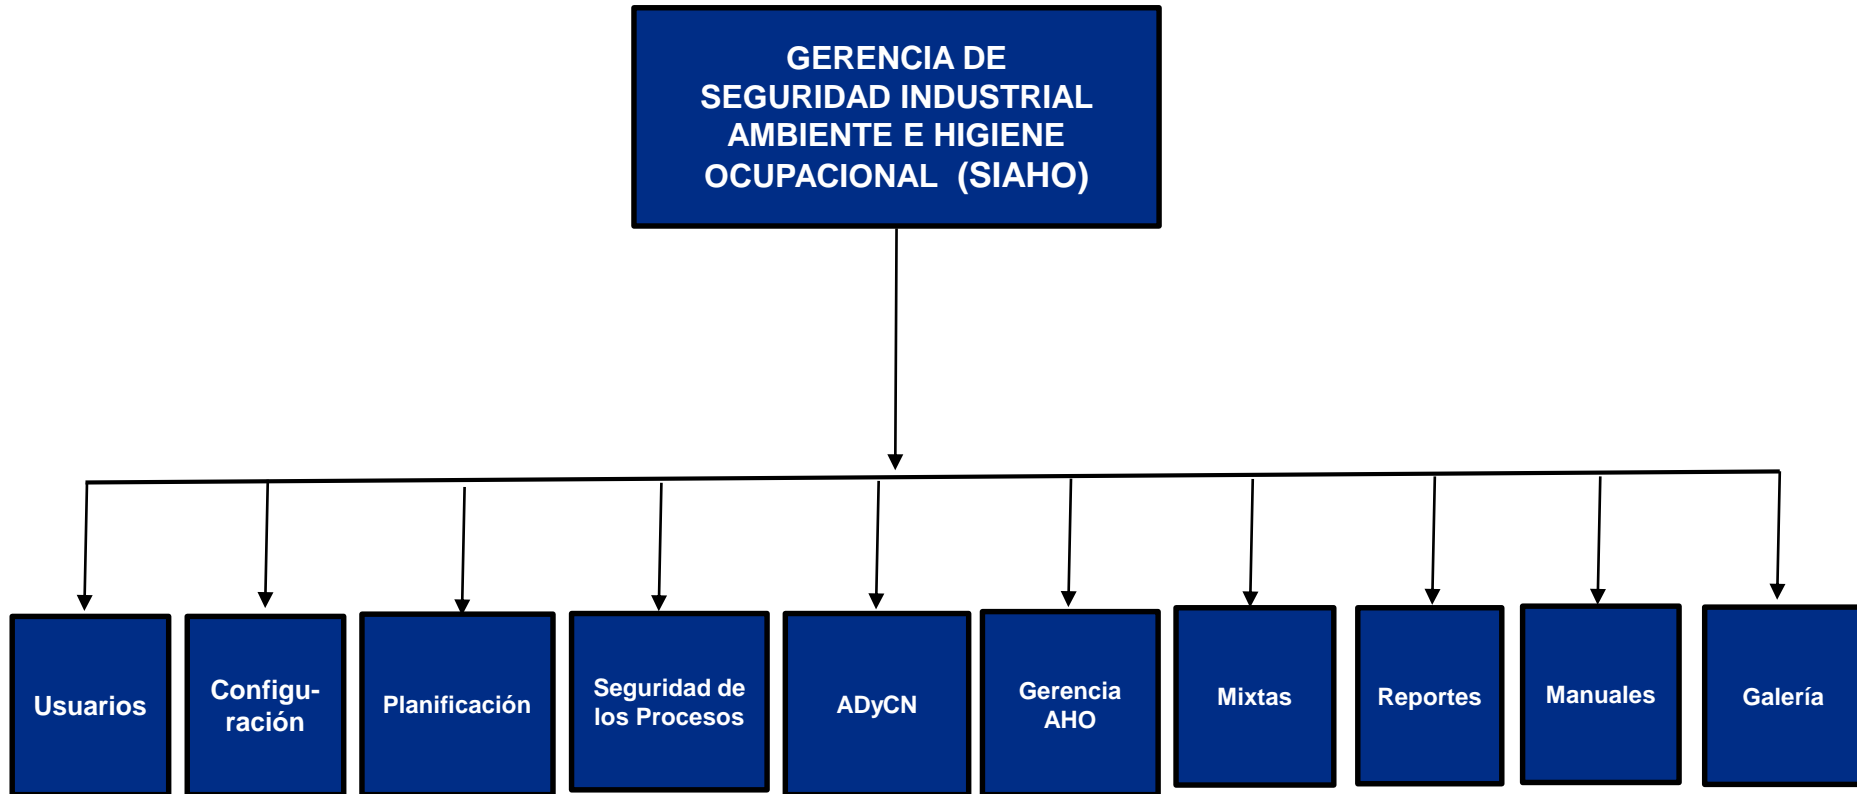 GERENCIA DE
SEGURIDAD INDUSTRIAL
AMBIENTE E HIGIENE
OCUPACIONAL (SIAHO)
Usuarios
Configu-
ración
Planificación
Seguridad de
los Procesos
ADyCN
Gerencia
AHO
Mixtas
Reportes
Manuales
Galería